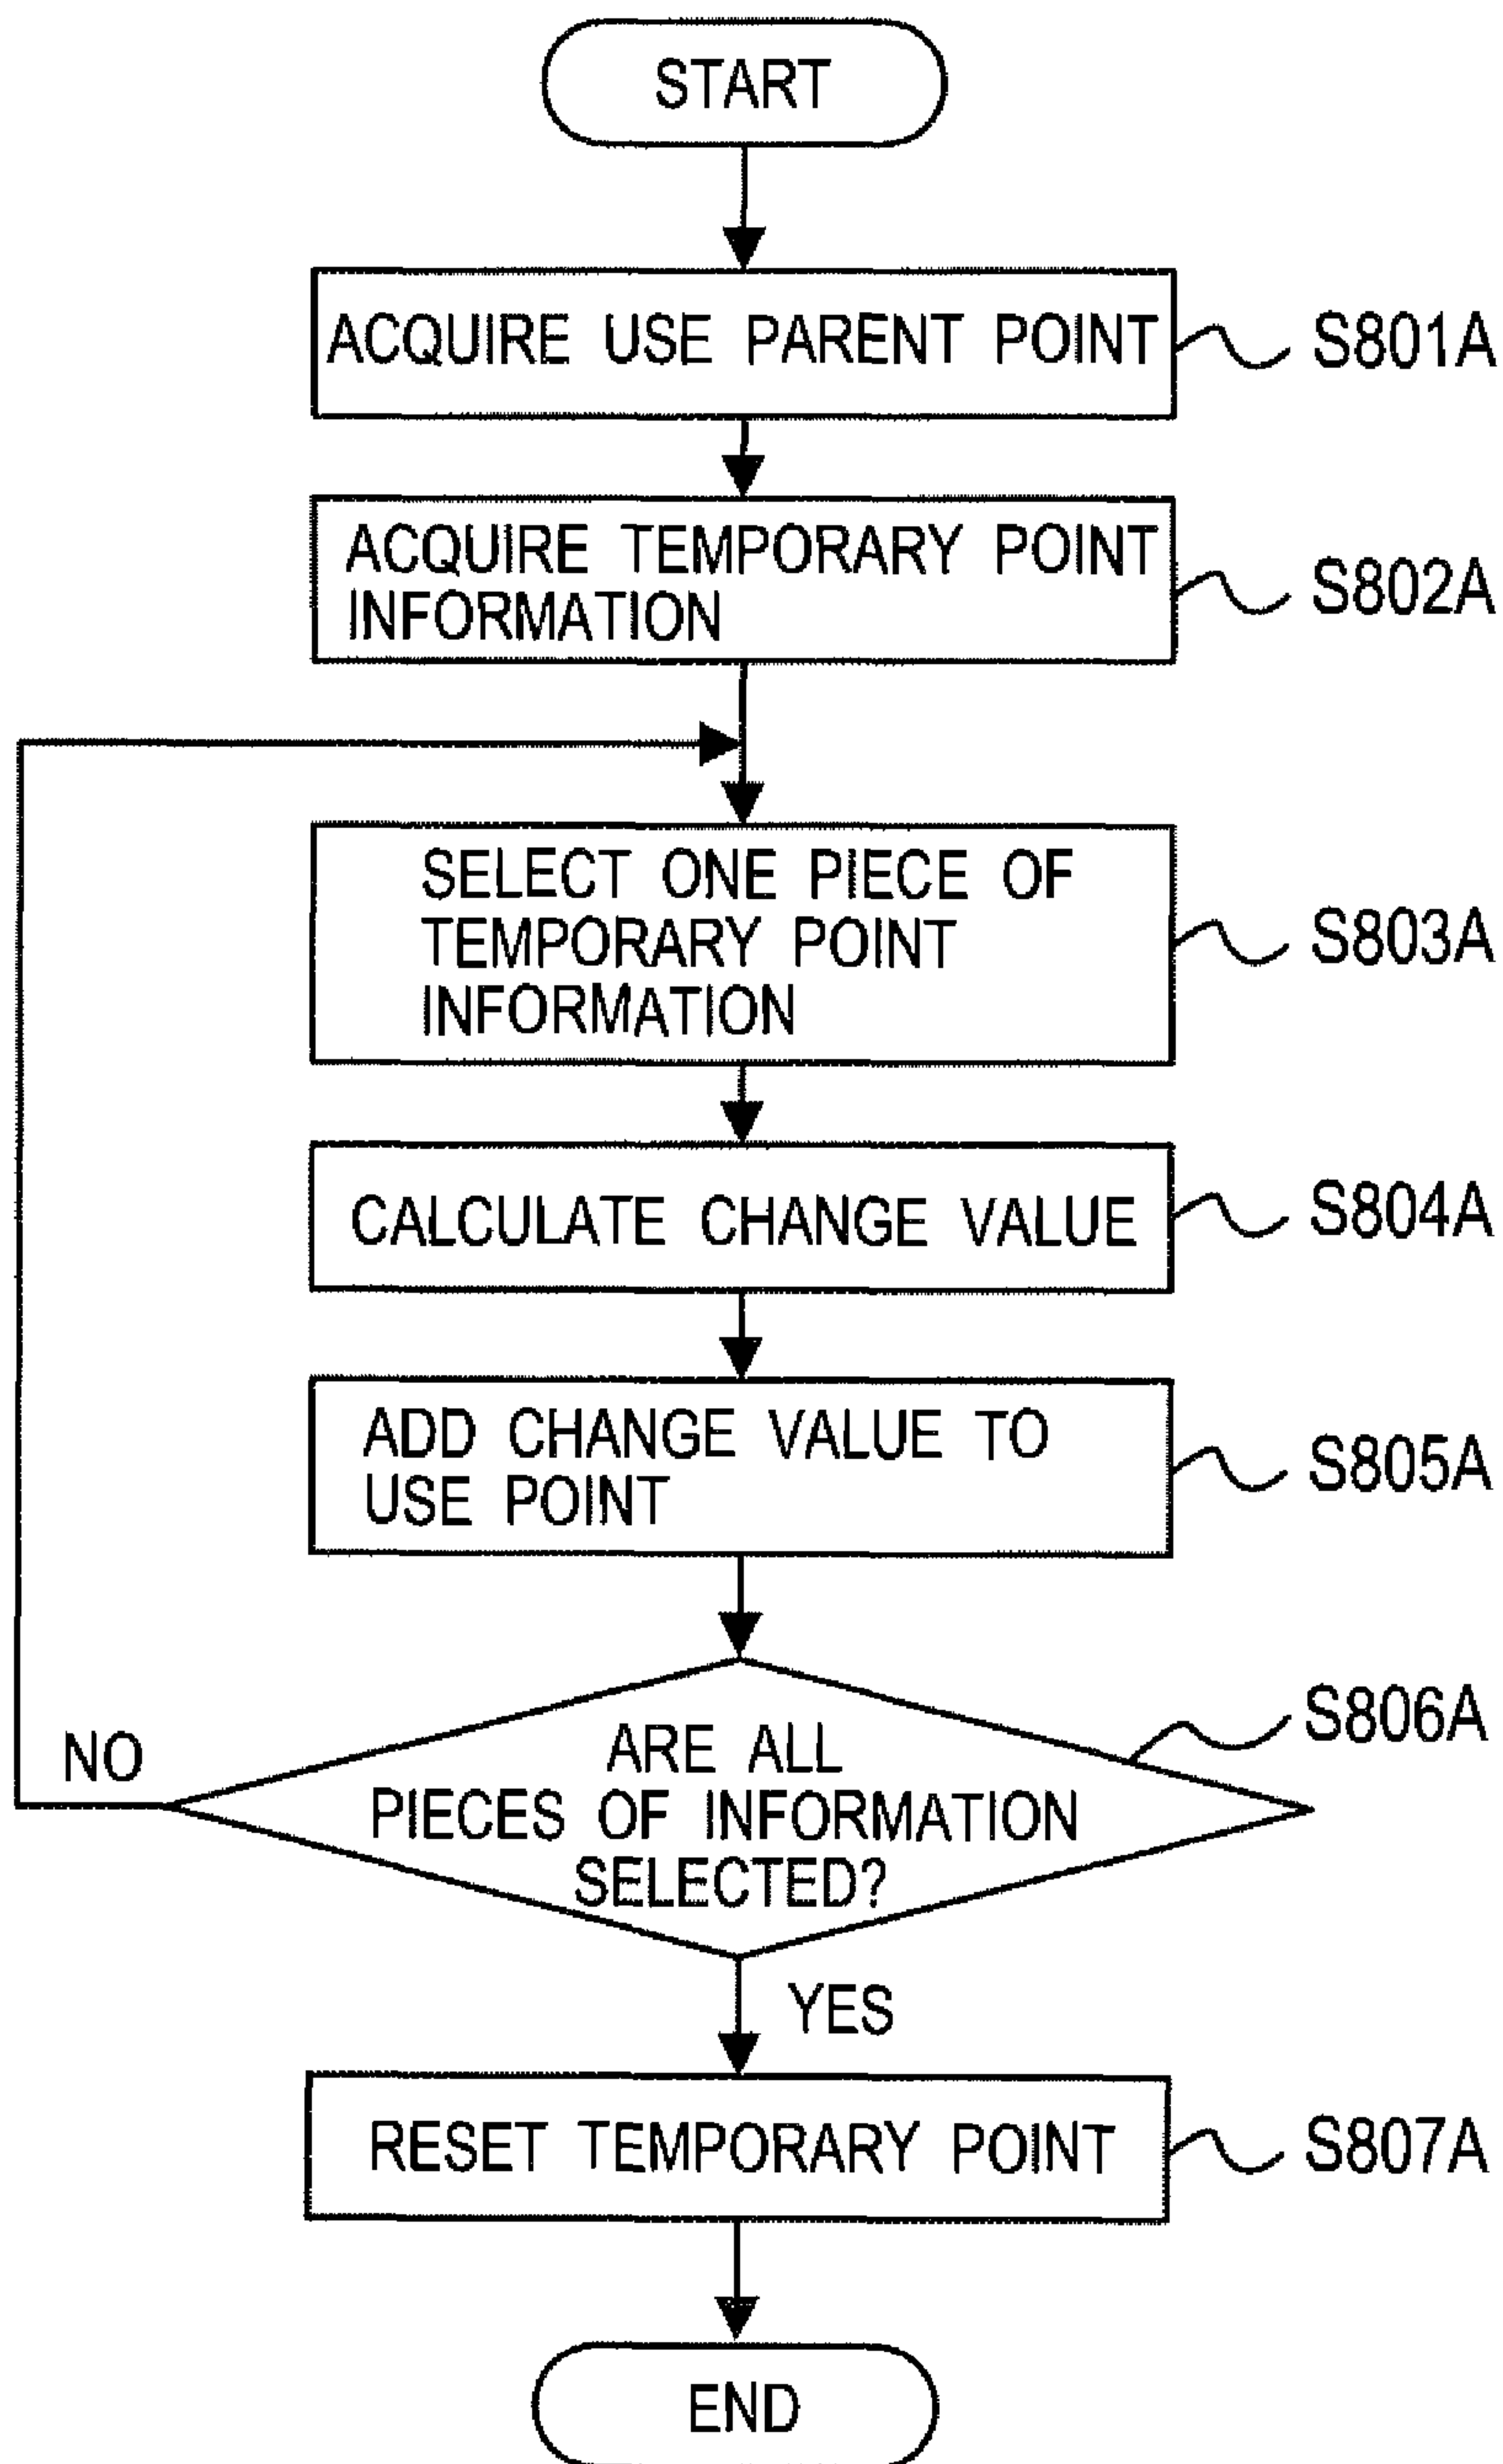 START
ACQUIRE USE PARENT POINT
S801A
ACQUIRE TEMPORARY POINT
INFORMATION
S802A
SELECT ONE PIECE OF
TEMPORARY POINT
INFORMATION
S803A
CALCULATE CHANGE VALUE
S804A
ADD CHANGE VALUE TO
USE POINT
S805A
ARE ALL
PIECES OF INFORMATION
SELECTED?
S806A
NO
YES
RESET TEMPORARY POINT
S807A
END